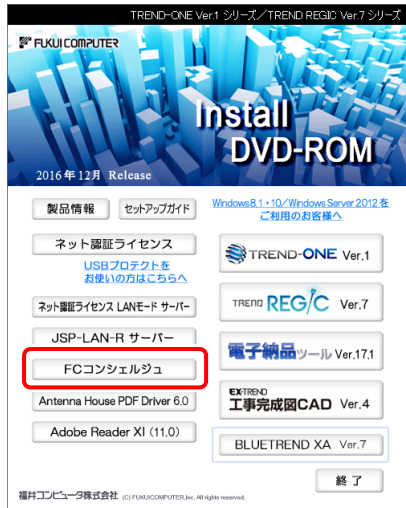 TREND-ONE Ver.1 シリーズ／TREND REGIC Ver.7 シリーズ
FUKUI COMPUTER
Install
DVD-ROM
2016年12月 Release
製品情報
セットアップガイド
Windows8.1・10／Windows Server 2012 を
ご利用のお客様へ
ネット認証ライセンス
USBプロテクトを
お使いの方はこちらへ
ネット認証ライセンス LANモード サーバー
JSP-LAN-R サーバー
FCコンシェルジュ
Antenna House PDF Driver 6.0
Adobe Reader XI (11.0)
TREND-ONE Ver.1
TREND REGIC Ver.7
電子納品ツール Ver.17.1
EX-TREND
工事完成図CAD Ver.4
BLUETREND XA Ver.7
終了
福井コンピュータ株式会社 (C) FUKUICOMPUTER,Inc. All rights reserved.